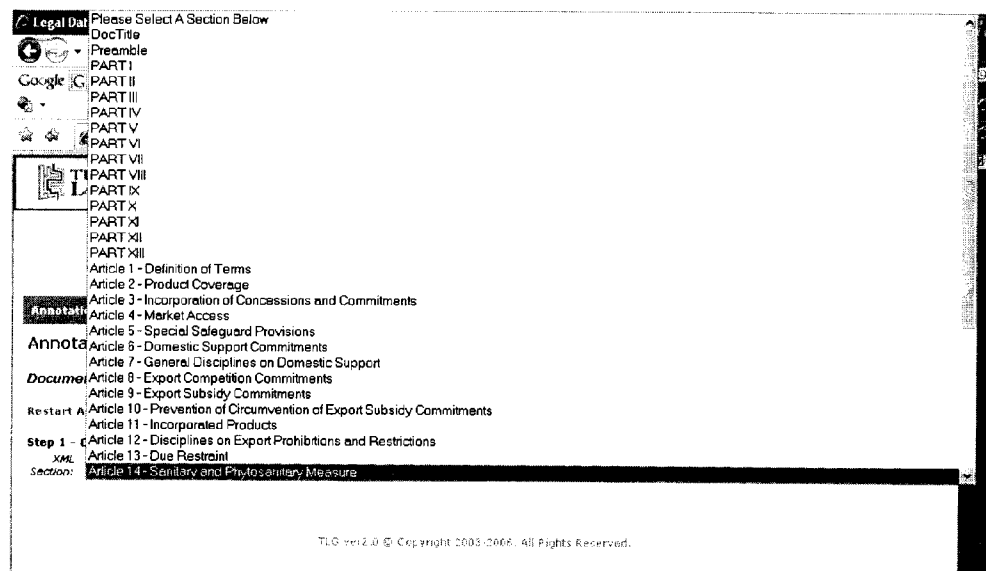 Legal Dat
Please Select A Section Below
DocTitle
Preamble
PART I
Google G
PART II
PART III
PART IV
PART V
PART VI
PART VII
PART VIII
PART IX
PART X
PART XI
PART XII
PART XIII
Article 1 - Definition of Terms
Article 2 - Product Coverage
Article 3 - Incorporation of Concessions and Commitments
Annotati
Article 4 - Market Access
Article 5 - Special Safeguard Provisions
Annota
Article 6 - Domestic Support Commitments
Article 7 - General Disciplines on Domestic Support
Documen
Article 8 - Export Competition Commitments
Article 9 - Export Subsidy Commitments
Restart A
Article 10 - Prevention of Circumvention of Export Subsidy Commitments
Article 11 - Incorporated Products
Step 1 -
Article 12 - Disciplines on Export Prohibitions and Restrictions
XML
Article 13 - Due Restraint
Section:
Article 14 - Sanitary and Phytosanitary Measure
TLG ver2.0 © Copyright 2003-2006. All Rights Reserved.